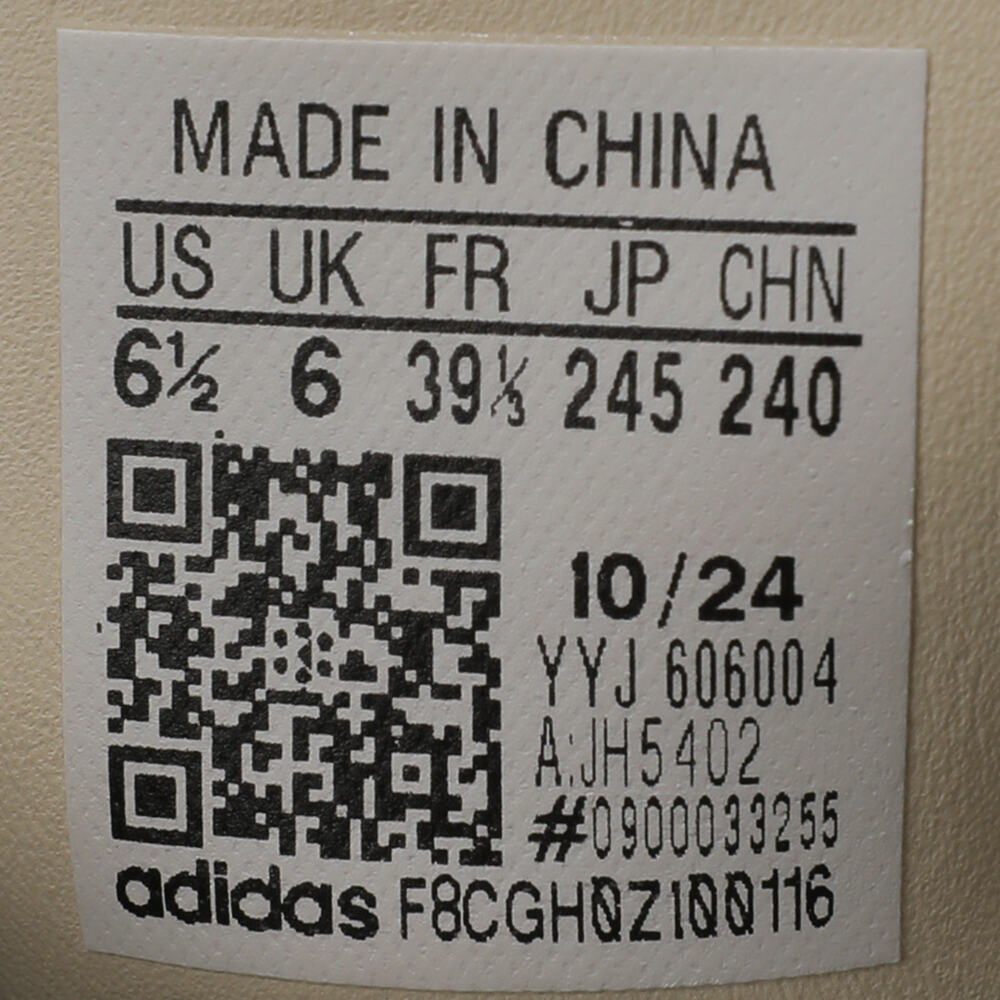 MADE IN CHINA
US UK FR JP CHN
6½ 6 39⅓ 245 240
10/24
YYJ 606004
A:JH5402
#0900033255
adidas F8CGH0Z100116